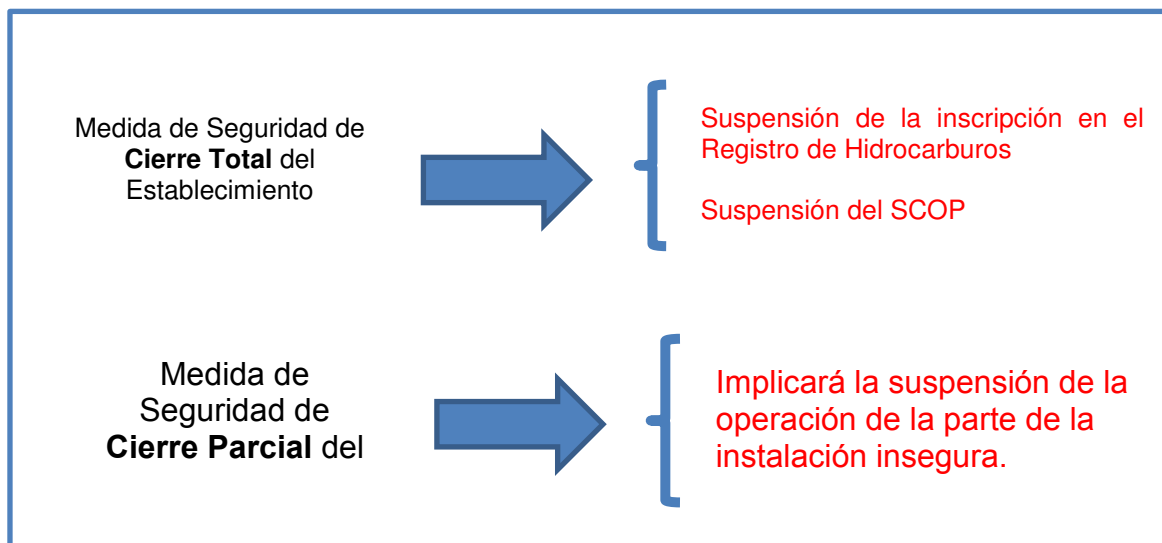 Medida de Seguridad de
Cierre Total del
Establecimiento
Suspensión de la inscripción en el
Registro de Hidrocarburos
Suspensión del SCOP
Medida de
Seguridad de
Cierre Parcial del
Implicará la suspensión de la
operación de la parte de la
instalación insegura.